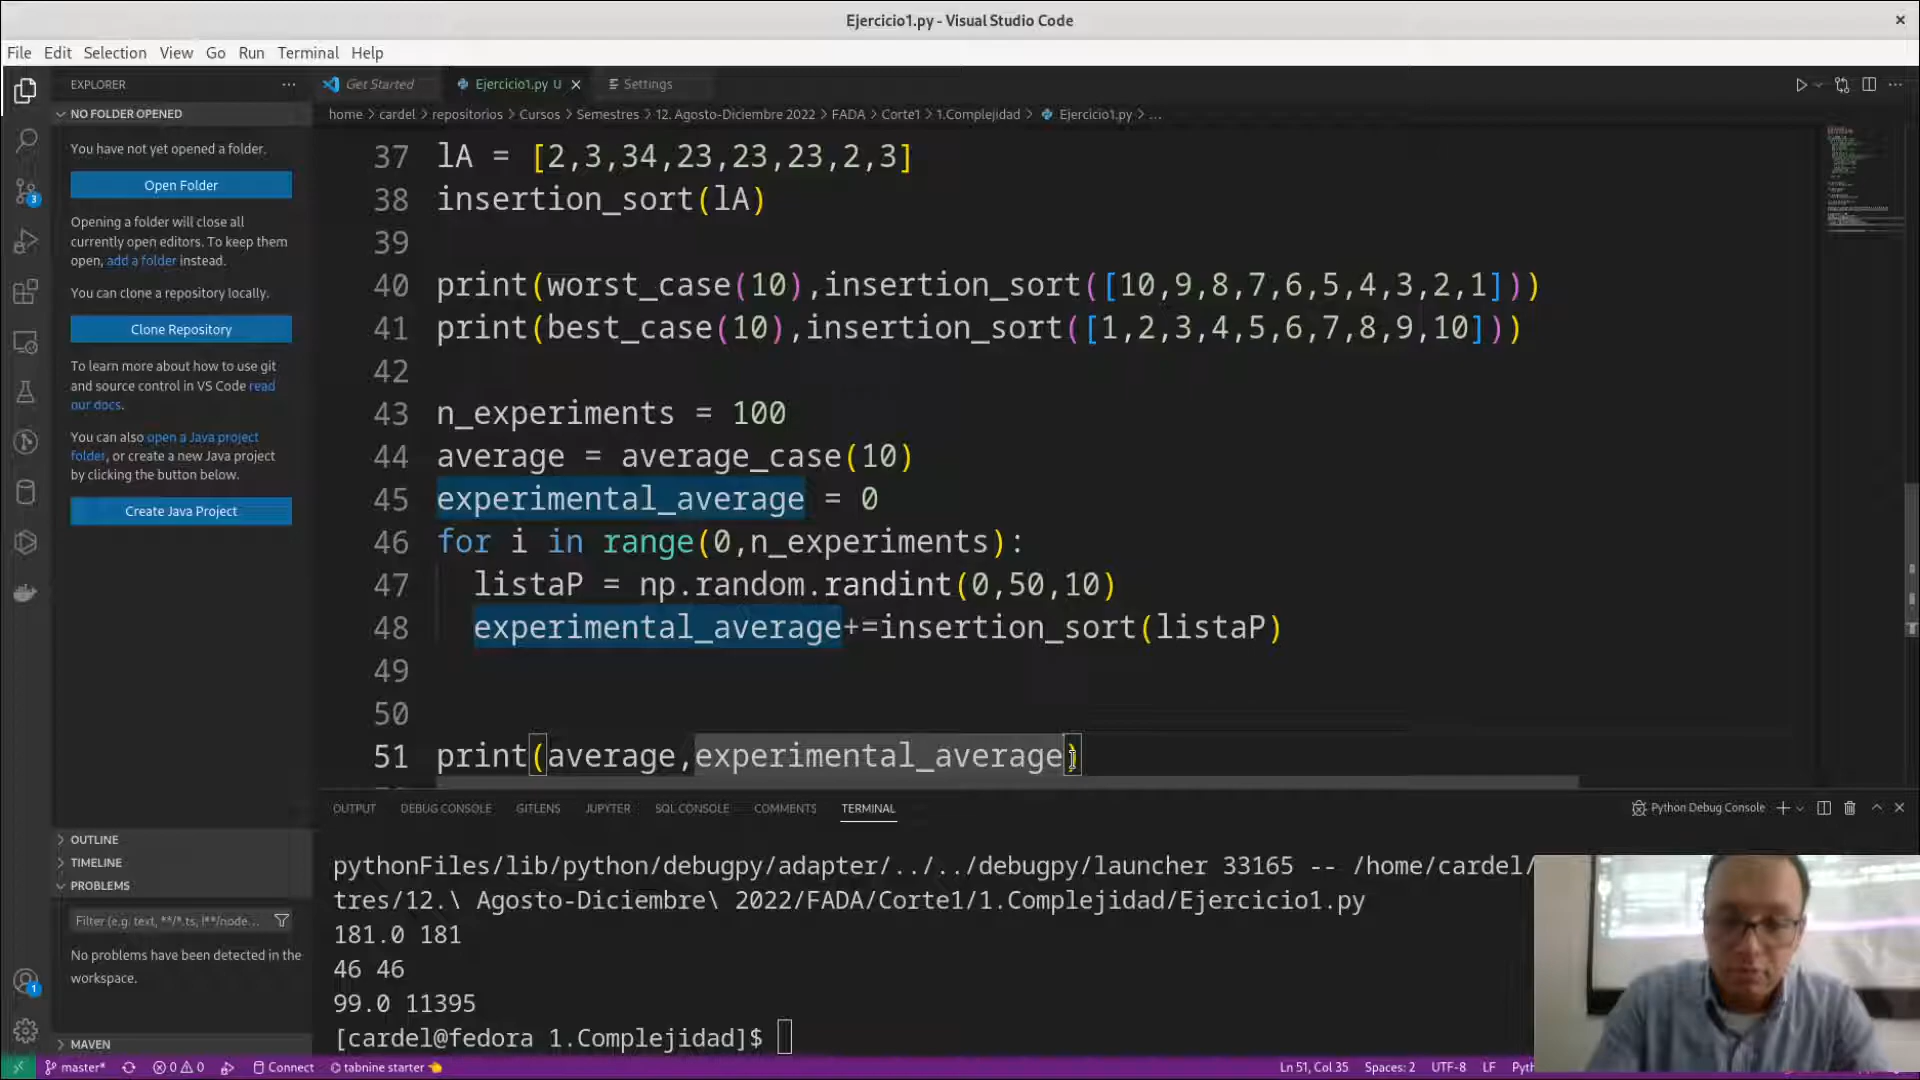 Ejercicio1.py - Visual Studio Code
File Edit Selection View Go Run Terminal Help
EXPLORER
NO FOLDER OPENED
You have not yet opened a folder.
Open Folder
Opening a folder will close all
currently open editors. To keep them
open, add a folder instead.
You can clone a repository locally.
Clone Repository
To learn more about how to use git
and source control in VS Code read
our docs.
You can also open a Java project
folder, or create a new Java project
by clicking the button below.
Create Java Project
OUTLINE
TIMELINE
PROBLEMS
Filter (e.g. text, **/*.ts, !**/node...
No problems have been detected in the
workspace.
MAVEN
3
1
Get Started
Ejercicio1.py U
Settings
home > cardel > repositorios > Cursos > Semestres > 12. Agosto-Diciembre 2022 > FADA > Corte1 > 1.Complejidad > Ejercicio1.py > ...
37 lA = [2,3,34,23,23,23,2,3]
38 insertion_sort(lA)
39
40 print(worst_case(10),insertion_sort([10,9,8,7,6,5,4,3,2,1]))
41 print(best_case(10),insertion_sort([1,2,3,4,5,6,7,8,9,10]))
42
43 n_experiments = 100
44 average = average_case(10)
45 experimental_average = 0
46 for i in range(0,n_experiments):
47 listaP = np.random.randint(0,50,10)
48 experimental_average+=insertion_sort(listaP)
49
50
51 print(average,experimental_average)
OUTPUT DEBUG CONSOLE GITLENS JUPYTER SQL CONSOLE COMMENTS TERMINAL
Python Debug Console
pythonFiles/lib/python/debugpy/adapter/../../debugpy/launcher 33165 -- /home/cardel/
tres/12.\ Agosto-Diciembre\ 2022/FADA/Corte1/1.Complejidad/Ejercicio1.py
181.0 181
46 46
99.0 11395
[cardel@fedora 1.Complejidad]$
master* 0 0 Connect tabnine starter Ln 51, Col 35 Spaces: 2 UTF-8 LF Pyth